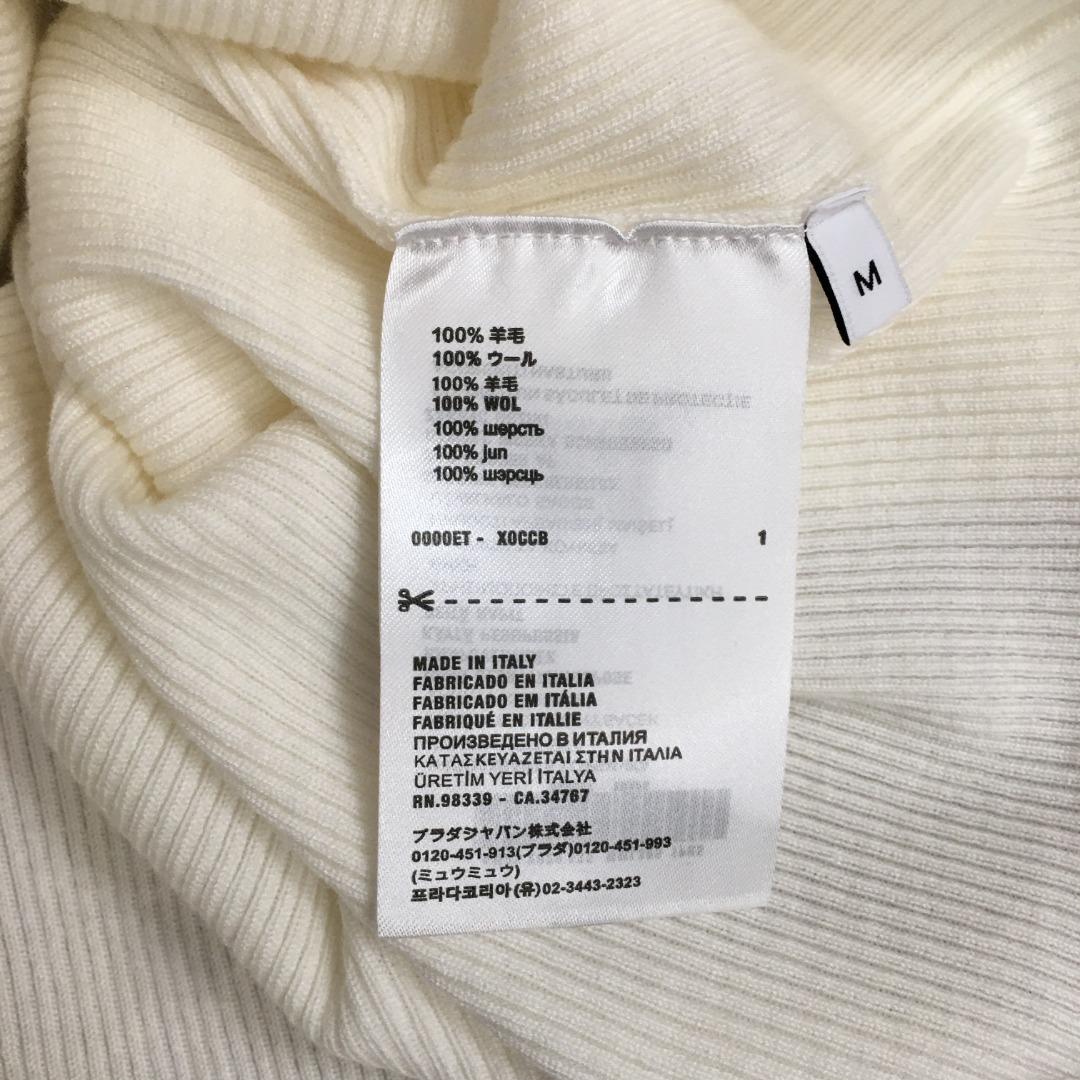 M
100% 羊毛
100% ウール
100% 羊毛
100% WOL
100% шерсть
100% jun
100% шэрсць
0000ET - X0CCB 1
MADE IN ITALY
FABRICADO EN ITALIA
FABRICADO EM ITÁLIA
FABRIQUÉ EN ITALIE
ПРОИЗВЕДЕНО В ИТАЛИЯ
ΚΑΤΑΣΚΕΥΑΖΕΤΑΙ ΣΤΗΝ ΙΤΑΛΙΑ
ÜRETİM YERİ İTALYA
RN.98339 - CA.34767
プラダジャパン株式会社
0120-451-913(プラダ)0120-451-993
(ミュウミュウ)
프라다코리아(유)02-3443-2323